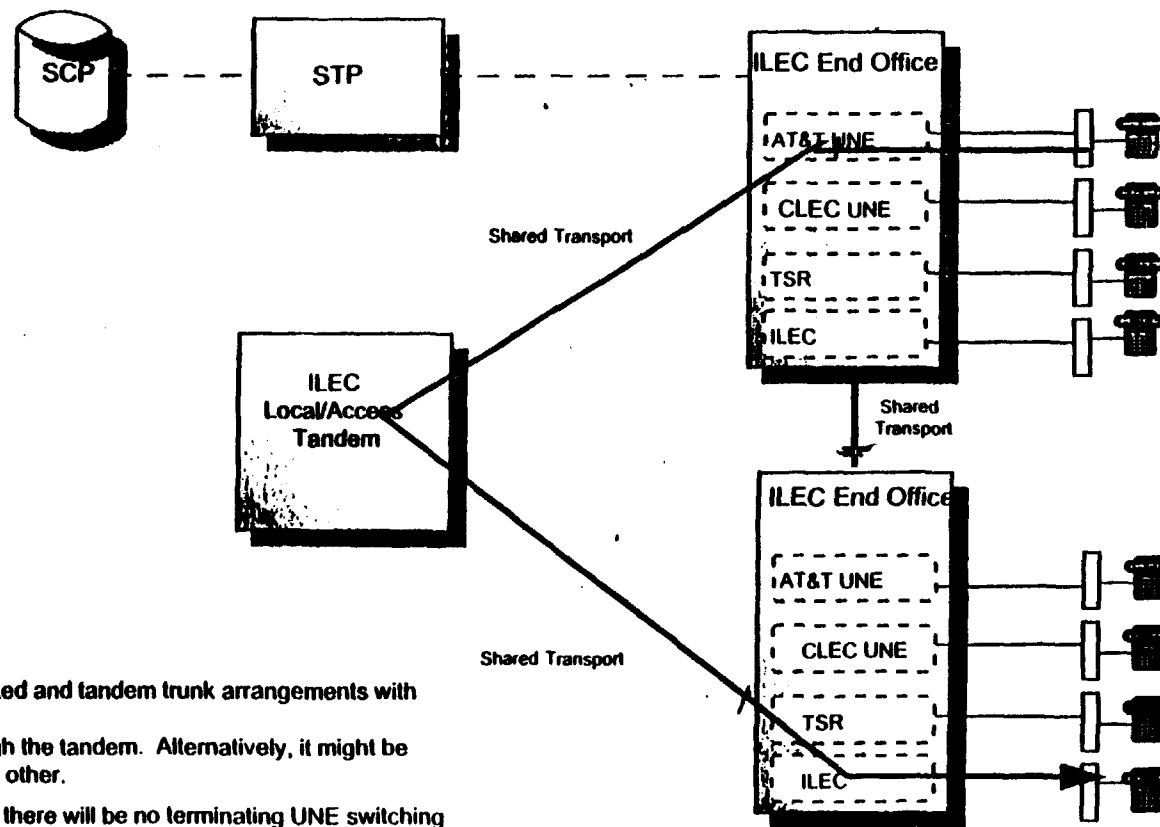 SCP
STP
ILEC End Office
AT&T UNE
CLEC UNE
TSR
ILEC
Shared Transport
ILEC
Local/Access
Tandem
Shared
Transport
ILEC End Office
AT&T UNE
CLEC UNE
TSR
ILEC
Shared Transport
and tandem trunk arrangements with
the tandem. Alternatively, it might be
other.
there will be no terminating UNE switching